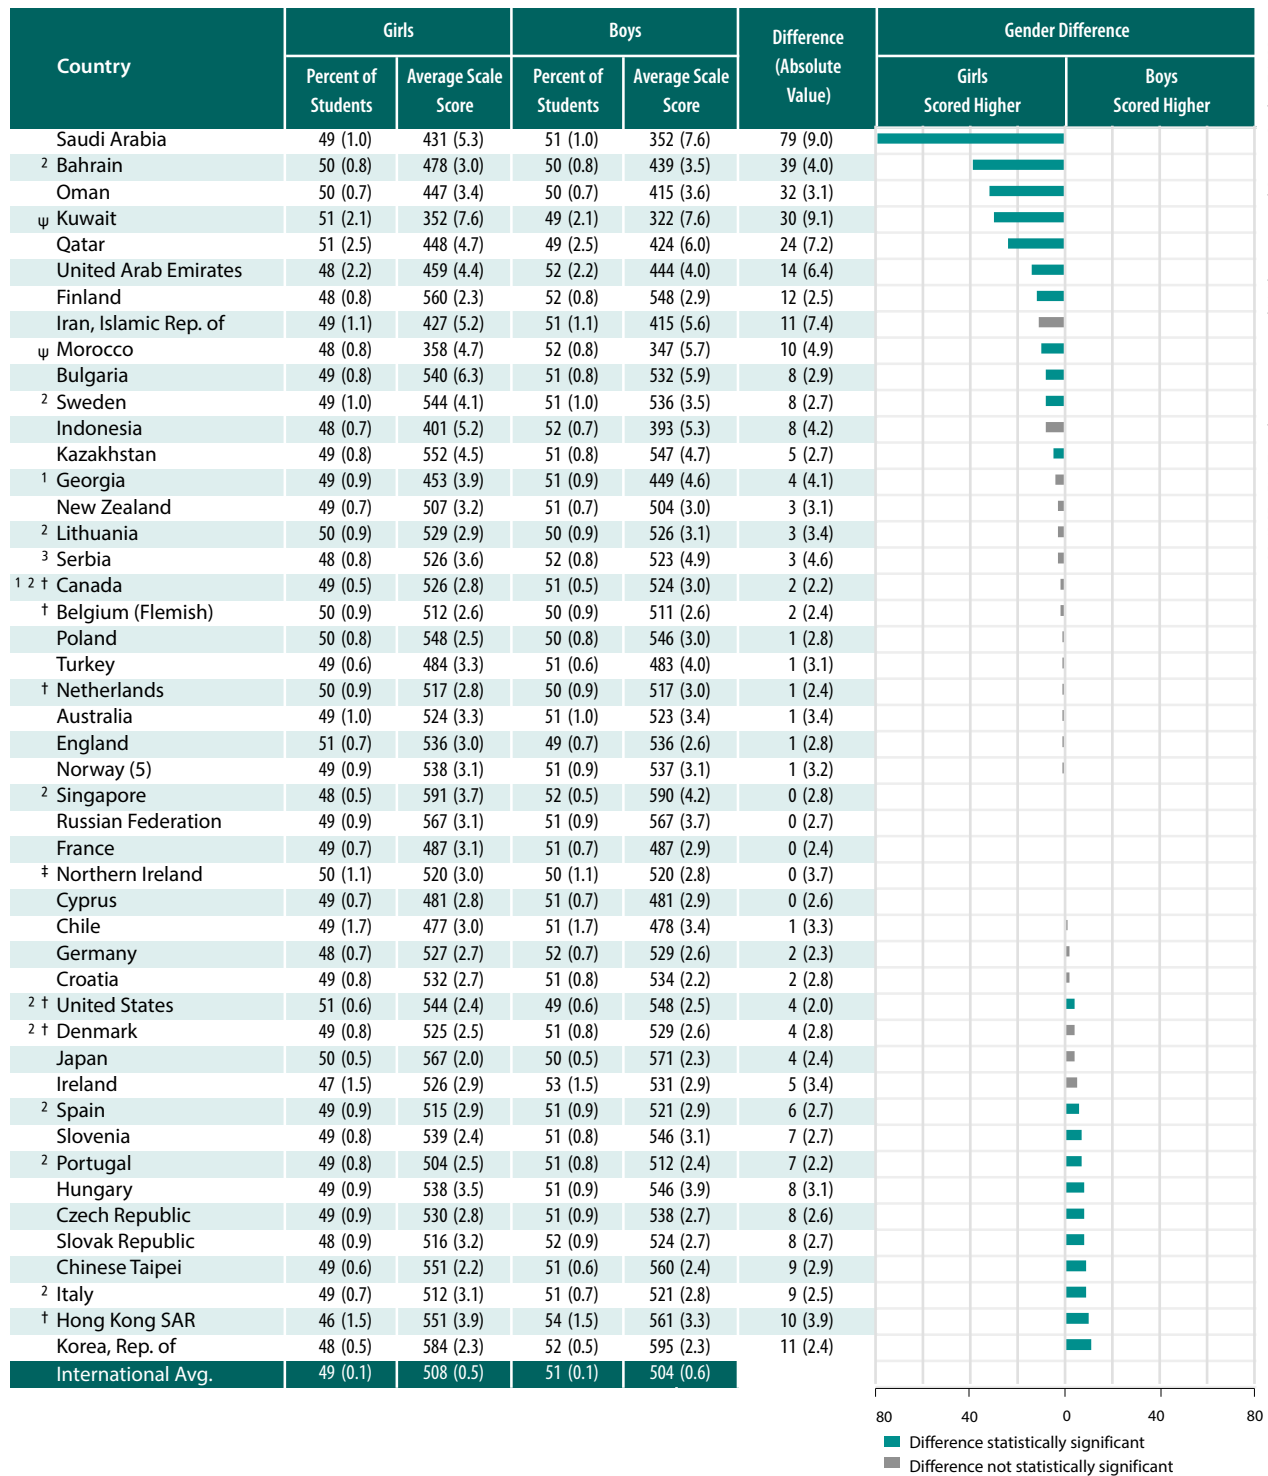 Country Girls Boys Difference (Absolute Value) Gender Difference
Percent of Students Average Scale Score Percent of Students Average Scale Score Girls Scored Higher Boys Scored Higher
Saudi Arabia 49 (1.0) 431 (5.3) 51 (1.0) 352 (7.6) 79 (9.0)
2 Bahrain 50 (0.8) 478 (3.0) 50 (0.8) 439 (3.5) 39 (4.0)
Oman 50 (0.7) 447 (3.4) 50 (0.7) 415 (3.6) 32 (3.1)
ψ Kuwait 51 (2.1) 352 (7.6) 49 (2.1) 322 (7.6) 30 (9.1)
Qatar 51 (2.5) 448 (4.7) 49 (2.5) 424 (6.0) 24 (7.2)
United Arab Emirates 48 (2.2) 459 (4.4) 52 (2.2) 444 (4.0) 14 (6.4)
Finland 48 (0.8) 560 (2.3) 52 (0.8) 548 (2.9) 12 (2.5)
Iran, Islamic Rep. of 49 (1.1) 427 (5.2) 51 (1.1) 415 (5.6) 11 (7.4)
ψ Morocco 48 (0.8) 358 (4.7) 52 (0.8) 347 (5.7) 10 (4.9)
Bulgaria 49 (0.8) 540 (6.3) 51 (0.8) 532 (5.9) 8 (2.9)
2 Sweden 49 (1.0) 544 (4.1) 51 (1.0) 536 (3.5) 8 (2.7)
Indonesia 48 (0.7) 401 (5.2) 52 (0.7) 393 (5.3) 8 (4.2)
Kazakhstan 49 (0.8) 552 (4.5) 51 (0.8) 547 (4.7) 5 (2.7)
1 Georgia 49 (0.9) 453 (3.9) 51 (0.9) 449 (4.6) 4 (4.1)
New Zealand 49 (0.7) 507 (3.2) 51 (0.7) 504 (3.0) 3 (3.1)
2 Lithuania 50 (0.9) 529 (2.9) 50 (0.9) 526 (3.1) 3 (3.4)
3 Serbia 48 (0.8) 526 (3.6) 52 (0.8) 523 (4.9) 3 (4.6)
1 2 † Canada 49 (0.5) 526 (2.8) 51 (0.5) 524 (3.0) 2 (2.2)
† Belgium (Flemish) 50 (0.9) 512 (2.6) 50 (0.9) 511 (2.6) 2 (2.4)
Poland 50 (0.8) 548 (2.5) 50 (0.8) 546 (3.0) 1 (2.8)
Turkey 49 (0.6) 484 (3.3) 51 (0.6) 483 (4.0) 1 (3.1)
† Netherlands 50 (0.9) 517 (2.8) 50 (0.9) 517 (3.0) 1 (2.4)
Australia 49 (1.0) 524 (3.3) 51 (1.0) 523 (3.4) 1 (3.4)
England 51 (0.7) 536 (3.0) 49 (0.7) 536 (2.6) 1 (2.8)
Norway (5) 49 (0.9) 538 (3.1) 51 (0.9) 537 (3.1) 1 (3.2)
2 Singapore 48 (0.5) 591 (3.7) 52 (0.5) 590 (4.2) 0 (2.8)
Russian Federation 49 (0.9) 567 (3.1) 51 (0.9) 567 (3.7) 0 (2.7)
France 49 (0.7) 487 (3.1) 51 (0.7) 487 (2.9) 0 (2.4)
‡ Northern Ireland 50 (1.1) 520 (3.0) 50 (1.1) 520 (2.8) 0 (3.7)
Cyprus 49 (0.7) 481 (2.8) 51 (0.7) 481 (2.9) 0 (2.6)
Chile 49 (1.7) 477 (3.0) 51 (1.7) 478 (3.4) 1 (3.3)
Germany 48 (0.7) 527 (2.7) 52 (0.7) 529 (2.6) 2 (2.3)
Croatia 49 (0.8) 532 (2.7) 51 (0.8) 534 (2.2) 2 (2.8)
2 † United States 51 (0.6) 544 (2.4) 49 (0.6) 548 (2.5) 4 (2.0)
2 † Denmark 49 (0.8) 525 (2.5) 51 (0.8) 529 (2.6) 4 (2.8)
Japan 50 (0.5) 567 (2.0) 50 (0.5) 571 (2.3) 4 (2.4)
Ireland 47 (1.5) 526 (2.9) 53 (1.5) 531 (2.9) 5 (3.4)
2 Spain 49 (0.9) 515 (2.9) 51 (0.9) 521 (2.9) 6 (2.7)
Slovenia 49 (0.8) 539 (2.4) 51 (0.8) 546 (3.1) 7 (2.7)
2 Portugal 49 (0.8) 504 (2.5) 51 (0.8) 512 (2.4) 7 (2.2)
Hungary 49 (0.9) 538 (3.5) 51 (0.9) 546 (3.9) 8 (3.1)
Czech Republic 49 (0.9) 530 (2.8) 51 (0.9) 538 (2.7) 8 (2.6)
Slovak Republic 48 (0.9) 516 (3.2) 52 (0.9) 524 (2.7) 8 (2.7)
Chinese Taipei 49 (0.6) 551 (2.2) 51 (0.6) 560 (2.4) 9 (2.9)
2 Italy 49 (0.7) 512 (3.1) 51 (0.7) 521 (2.8) 9 (2.5)
† Hong Kong SAR 46 (1.5) 551 (3.9) 54 (1.5) 561 (3.3) 10 (3.9)
Korea, Rep. of 48 (0.5) 584 (2.3) 52 (0.5) 595 (2.3) 11 (2.4)
International Avg. 49 (0.1) 508 (0.5) 51 (0.1) 504 (0.6)
80 40 0 40 80
Difference statistically significant
Difference not statistically significant